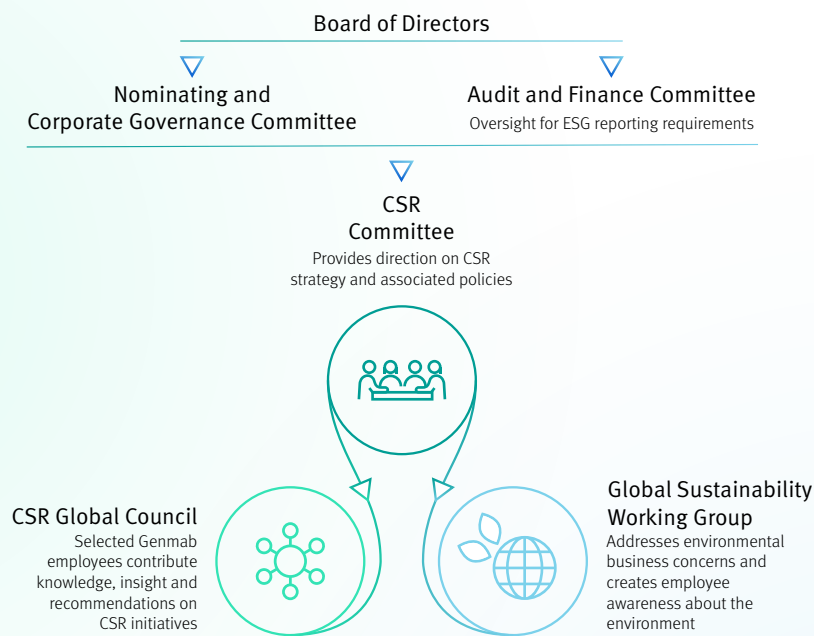 Board of Directors
Nominating and
Corporate Governance Committee
Audit and Finance Committee
Oversight for ESG reporting requirements
CSR
Committee
Provides direction on CSR
strategy and associated policies
CSR Global Council
Selected Genmab
employees contribute
knowledge, insight and
recommendations on
CSR initiatives
Global Sustainability
Working Group
Addresses environmental
business concerns and
creates employee
awareness about the
environment